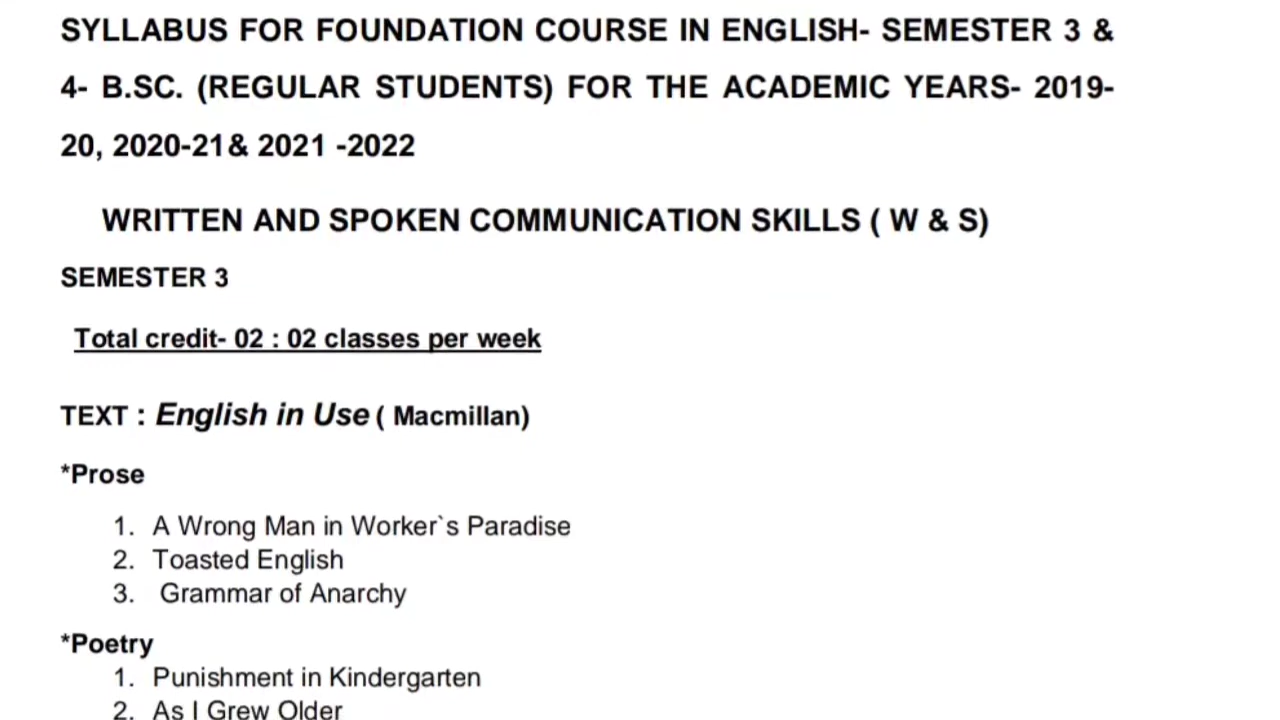 SYLLABUS FOR FOUNDATION COURSE IN ENGLISH- SEMESTER 3 &
4- B.SC. (REGULAR STUDENTS) FOR THE ACADEMIC YEARS- 2019-
20, 2020-21& 2021 -2022
WRITTEN AND SPOKEN COMMUNICATION SKILLS ( W & S)
SEMESTER 3
Total credit- 02 : 02 classes per week
TEXT : English in Use ( Macmillan)
*Prose
1. A Wrong Man in Worker`s Paradise
2. Toasted English
3. Grammar of Anarchy
*Poetry
1. Punishment in Kindergarten
2. As I Grew Older